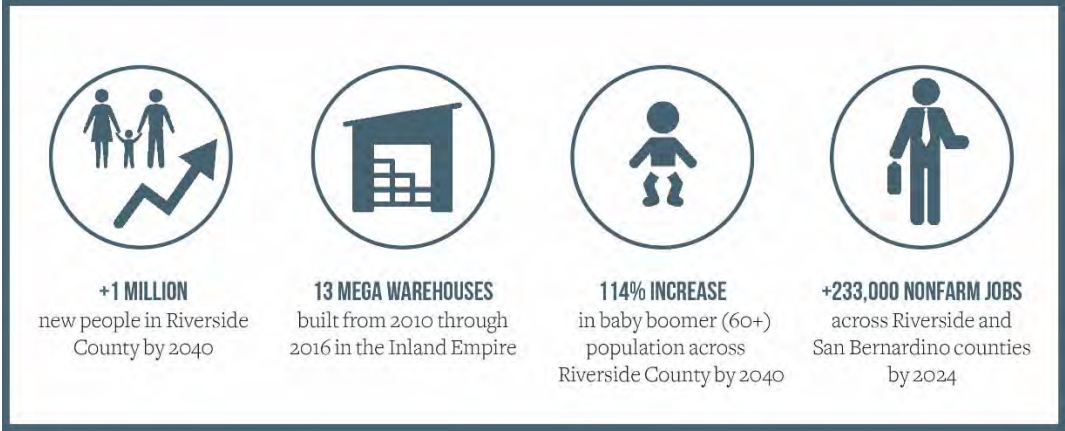 +1 MILLION
new people in Riverside
County by 2040
13 MEGA WAREHOUSES
built from 2010 through
2016 in the Inland Empire
114% INCREASE
in baby boomer (60+)
population across
Riverside County by 2040
+233,000 NONFARM JOBS
across Riverside and
San Bernardino counties
by 2024